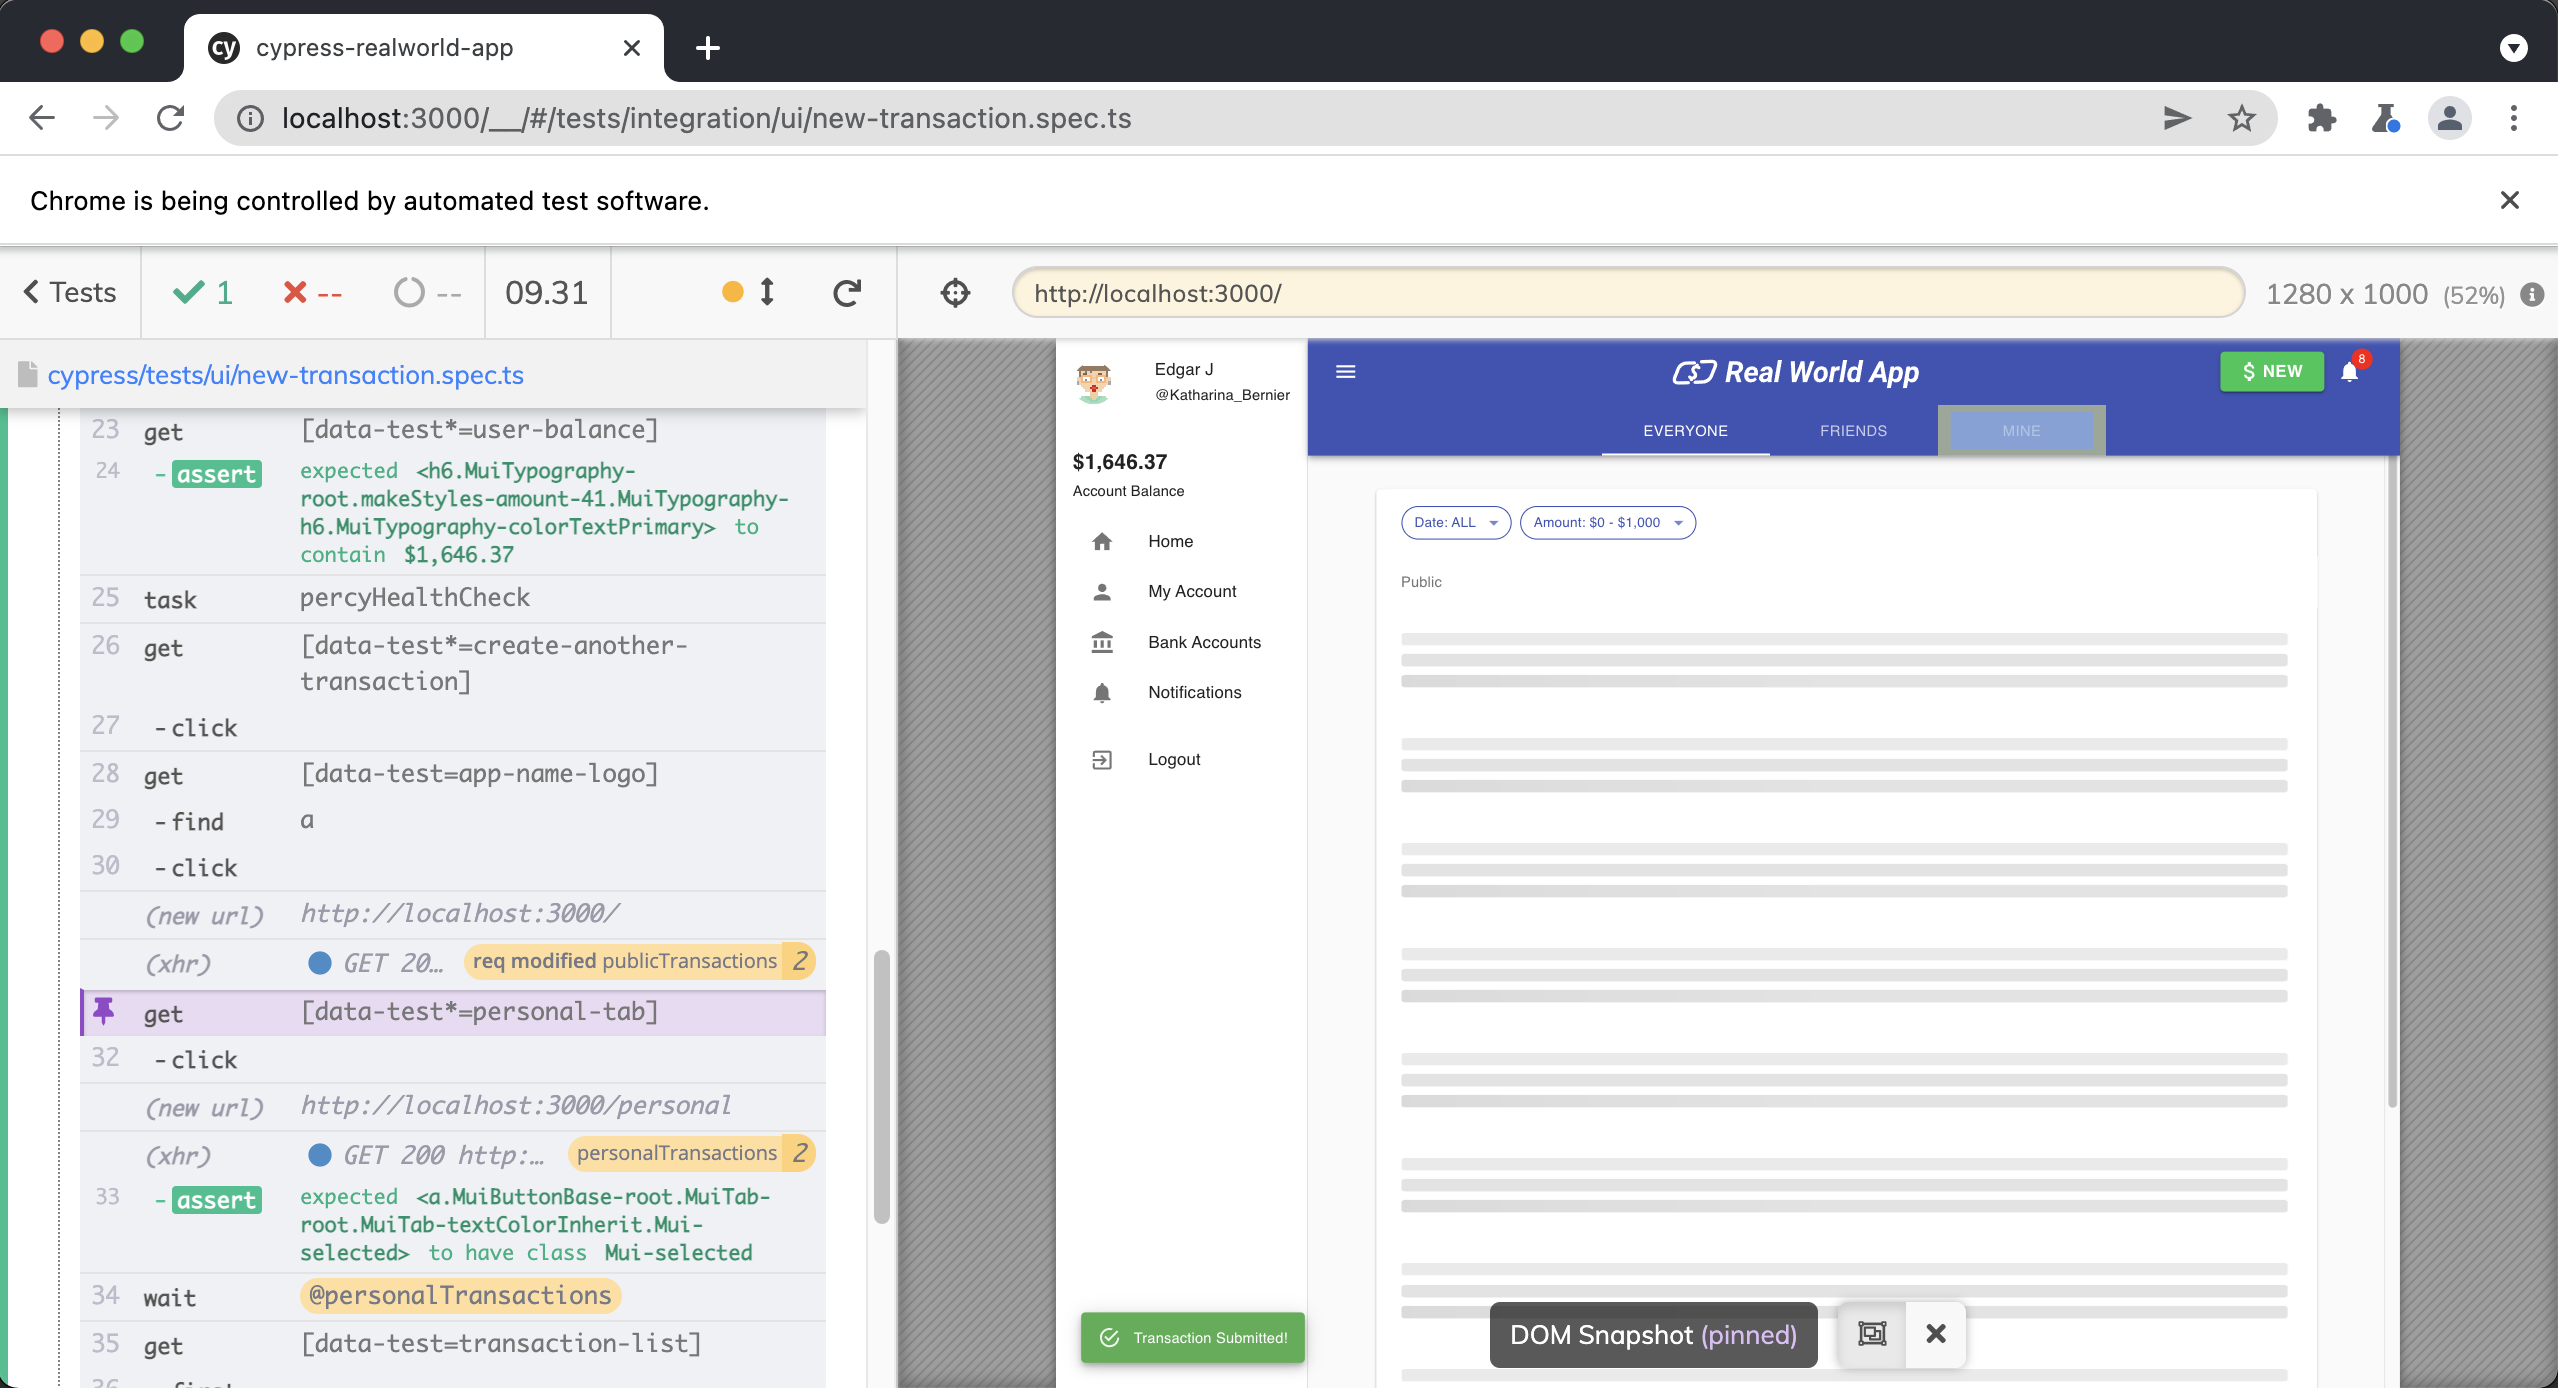 cy cypress-realworld-app
localhost:3000/__/#/tests/integration/ui/new-transaction.spec.ts
Chrome is being controlled by automated test software.
Tests 1 -- -- 09.31
http://localhost:3000/ 1280 x 1000 (52%)
cypress/tests/ui/new-transaction.spec.ts
23 get [data-test*=user-balance]
24 -assert expected <h6.MuiTypography-
root.makeStyles-amount-41.MuiTypography-
h6.MuiTypography-colorTextPrimary> to
contain $1,646.37
25 task percyHealthCheck
26 get [data-test*=create-another-
transaction]
27 -click
28 get [data-test=app-name-logo]
29 -find a
30 -click
(new url) http://localhost:3000/
(xhr) GET 20… req modified publicTransactions 2
get [data-test*=personal-tab]
32 -click
(new url) http://localhost:3000/personal
(xhr) GET 200 http:… personalTransactions 2
33 -assert expected <a.MuiButtonBase-root.MuiTab-
root.MuiTab-textColorInherit.Mui-
selected> to have class Mui-selected
34 wait @personalTransactions
35 get [data-test=transaction-list]
Edgar J
@Katharina_Bernier
$1,646.37
Account Balance
Home
My Account
Bank Accounts
Notifications
Logout
Transaction Submitted!
Real World App
$ NEW
8
EVERYONE FRIENDS MINE
Date: ALL Amount: $0 - $1,000
Public
DOM Snapshot (pinned)